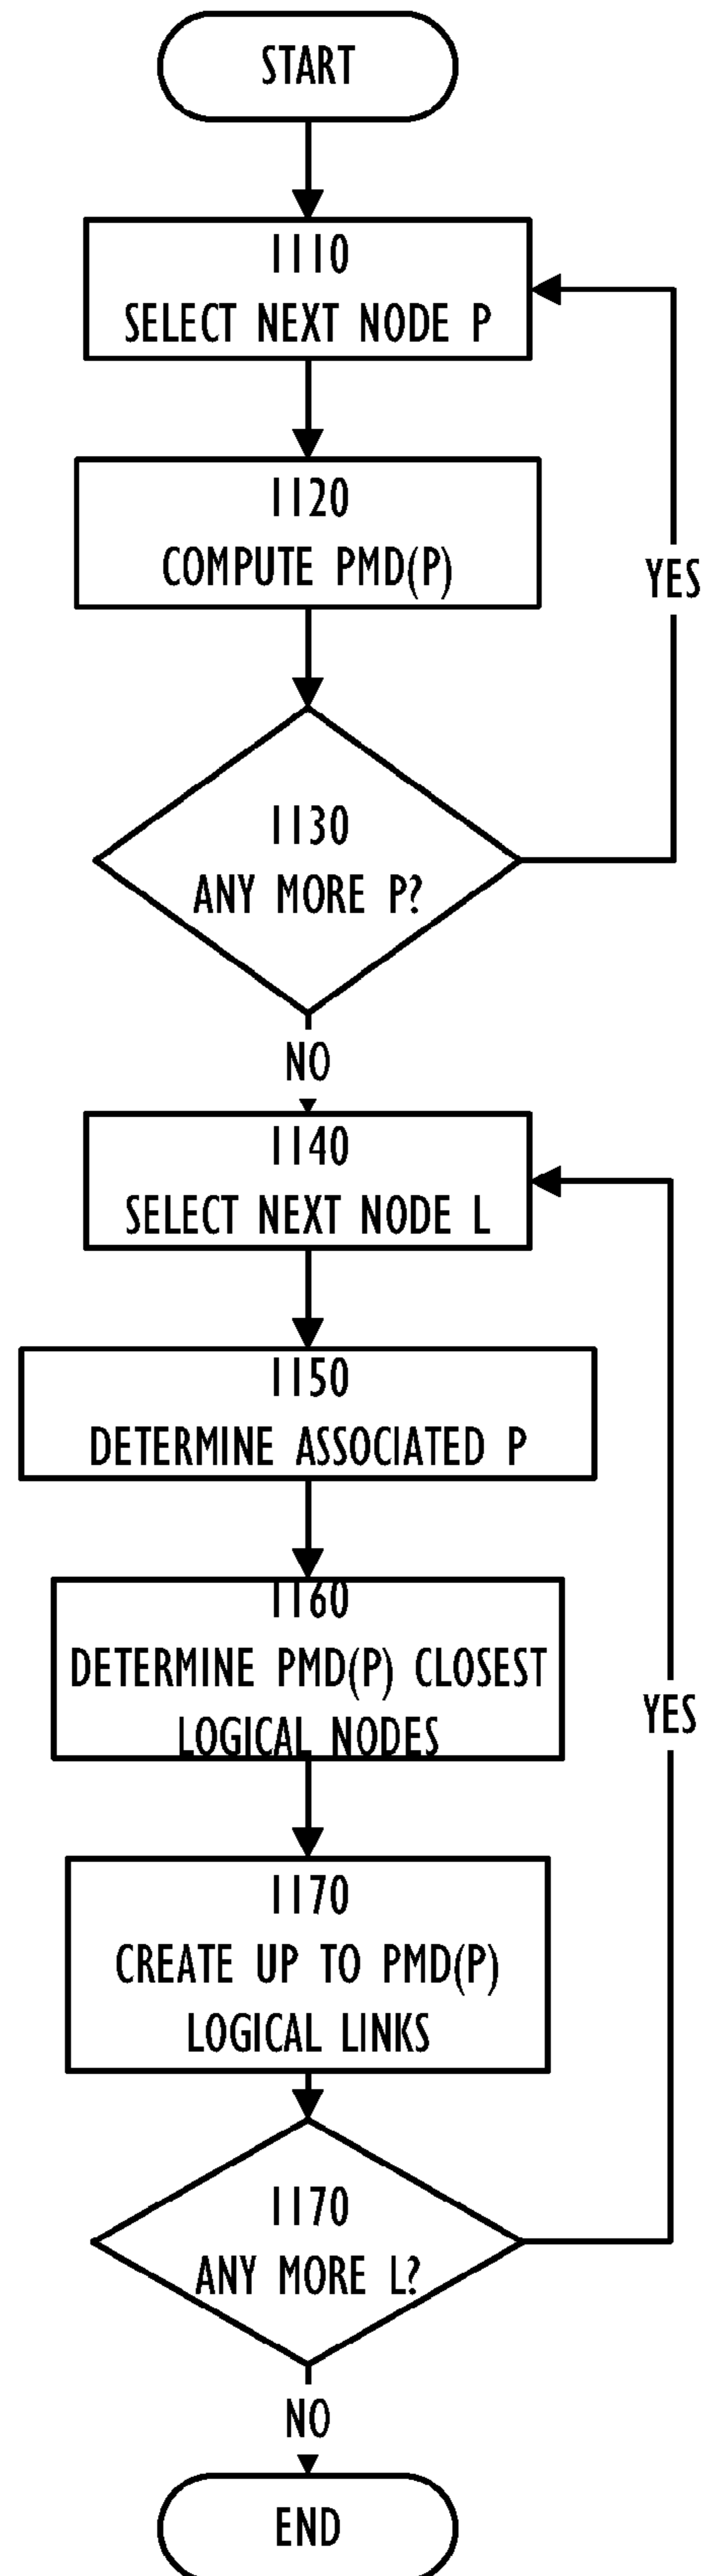 START
1110
SELECT NEXT NODE P
1120
COMPUTE PMD(P)
YES
1130
ANY MORE P?
NO
1140
SELECT NEXT NODE L
1150
DETERMINE ASSOCIATED P
1160
DETERMINE PMD(P) CLOSEST
LOGICAL NODES
YES
1170
CREATE UP TO PMD(P)
LOGICAL LINKS
1170
ANY MORE L?
NO
END